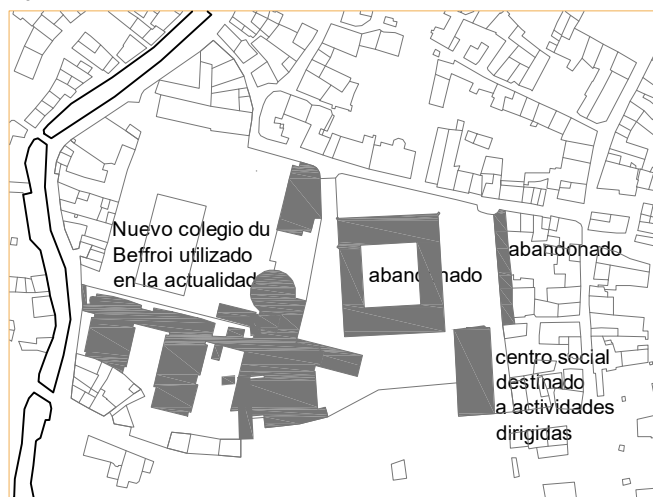 Nuevo colegio du
Beffroi utilizado
en la actualidad
abandonado
abandonado
centro social
destinado
a actividades
dirigidas